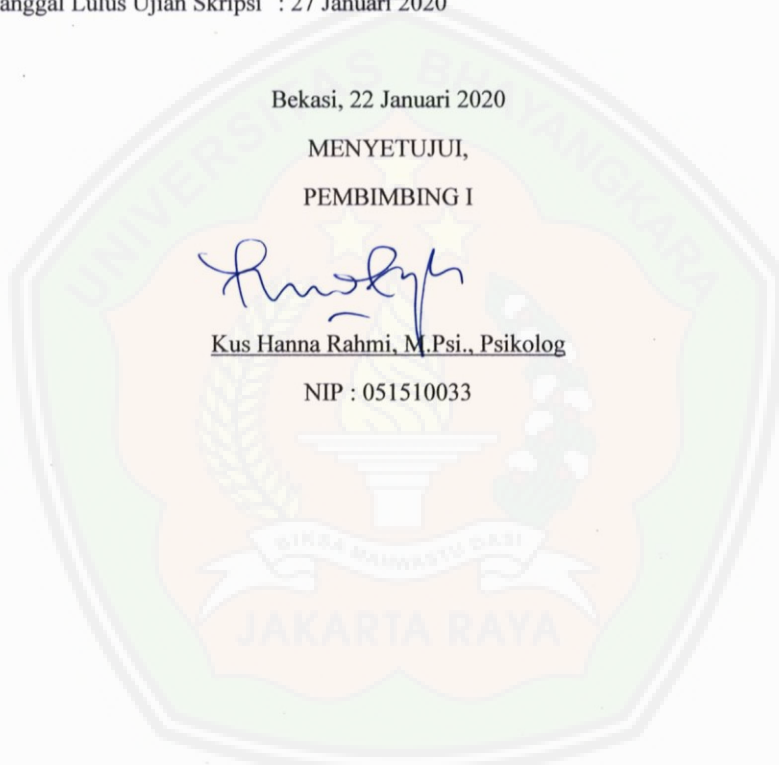 anggal Lulus Ujian Skripsi : 27 Januari 2020
Bekasi, 22 Januari 2020
MENYETUJUI,
PEMBIMBING I
Kus Hanna Rahmi, M.Psi., Psikolog
NIP : 051510033
UNIVERSITAS BHAYANGKARA
JAKARTA RAYA